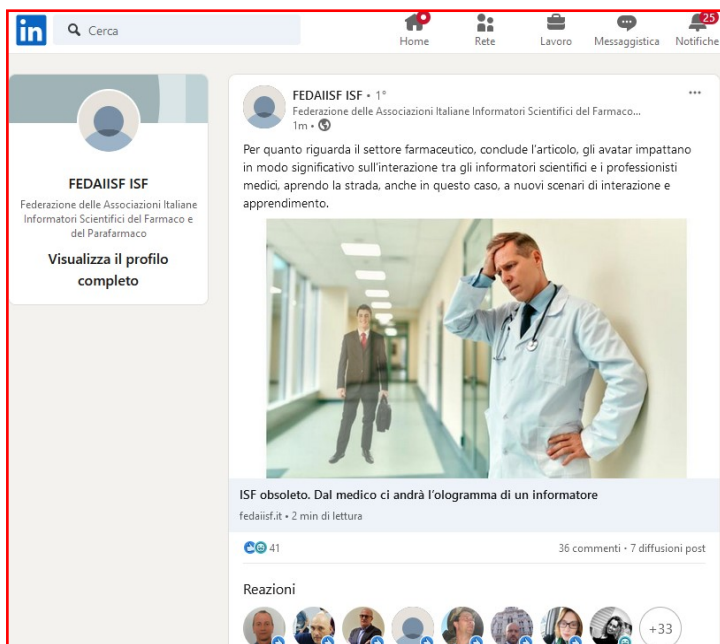 in
Cerca
Home
Rete
Lavoro
Messaggistica
25
Notifiche
FEDAIISF ISF
Federazione delle Associazioni Italiane
Informatori Scientifici del Farmaco e
del Parafarmaco
Visualizza il profilo
completo
FEDAIISF ISF • 1°
Federazione delle Associazioni Italiane Informatori Scientifici del Farmaco...
1m •
Per quanto riguarda il settore farmaceutico, conclude l'articolo, gli avatar impattano
in modo significativo sull'interazione tra gli informatori scientifici e i professionisti
medici, aprendo la strada, anche in questo caso, a nuovi scenari di interazione e
apprendimento.
ISF obsoleto. Dal medico ci andrà l'ologramma di un informatore
fedaiisf.it • 2 min di lettura
41
36 commenti • 7 diffusioni post
Reazioni
+33